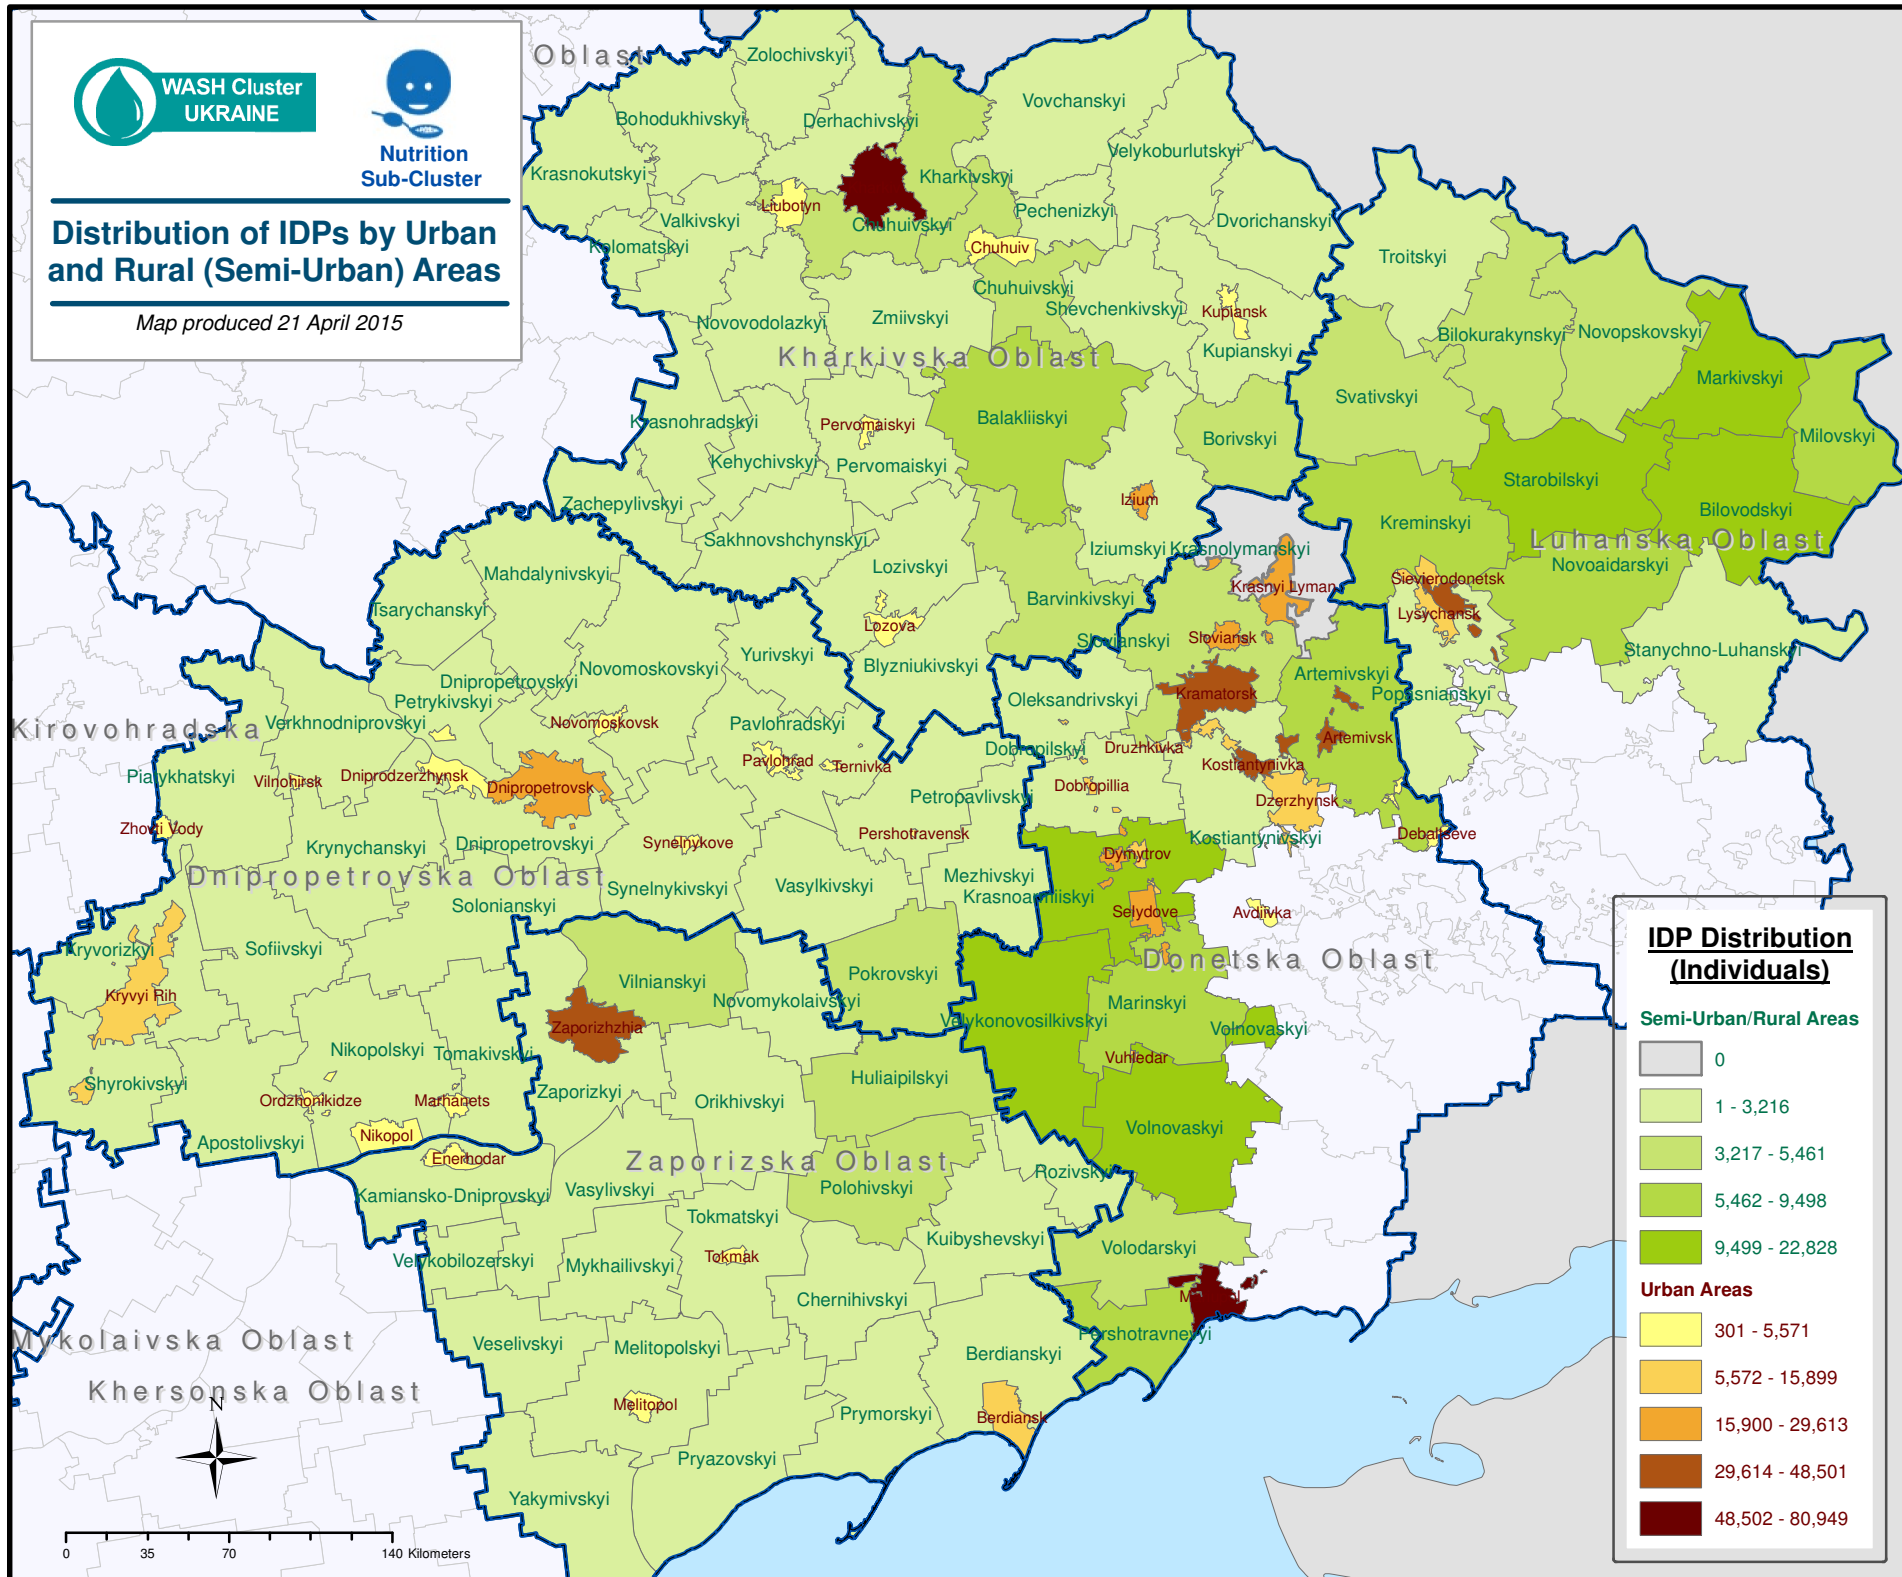 WASH Cluster
UKRAINE
Nutrition
Sub-Cluster
Distribution of IDPs by Urban
and Rural (Semi-Urban) Areas
Map produced 21 April 2015
Oblast
Zolochivskyi
Vovchanskyi
Bohodukhivskyi
Derhachivskyi
Velykoburlutskyi
Krasnokutskyi
Kharkivskyi
Liubotyn
Pechenizkyi
Valkivskyi
Chuhuivskyi
Dvorichanskyi
Kolomatskyi
Chuhuiv
Troitskyi
Chuhuivskyi
Shevchenkivskyi
Kupiansk
Novovodolazkyi
Zmiivskyi
Bilokurakynskyi
Novopskovskyi
Kupianskyi
Kharkivska Oblast
Markivskyi
Svativskyi
Krasnohradskyi
Pervomaiskyi
Balakliiskyi
Borivskyi
Milovskyi
Kehychivskyi
Pervomaiskyi
Starobilskyi
Zachepylivskyi
Izium
Bilovodskyi
Kreminskyi
Sakhnovshchynskyi
Iziumskyi
Krasnolymanskyi
Luhanska Oblast
Lozivskyi
Novoaidarskyi
Mahdalynivskyi
Krasnyi Lyman
Sievierodonetsk
Tsarychanskyi
Barvinkivskyi
Lysychansk
Lozova
Slovianskyi
Sloviansk
Stanychno-Luhanskyi
Yurivskyi
Blyzniukivskyi
Novomoskovskyi
Artemivskyi
Dnipropetrovskyi
Petrykivskyi
Oleksandrivskyi
Kramatorsk
Popasnianskyi
Kirovohradska
Verkhnodniprovskyi
Novomoskovsk
Pavlohradskyi
Artemivsk
Dobropilskyi
Druzhkivka
Pavlohrad
Ternivka
Kostiantynivka
Piatykhatskyi
Vilnohirsk
Dniprodzerzhynsk
Dnipropetrovsk
Dobropillia
Petropavlivskyi
Dzerzhynsk
Zhovti Vody
Pershotravensk
Debaltseve
Krynychanskyi
Dnipropetrovskyi
Synelnykove
Kostiantynivskyi
Dymytrov
Dnipropetrovska Oblast
Synelnykivskyi
Vasylkivskyi
Mezhivskyi
Krasnoarmiiskyi
Solonianskyi
Selydove
Avdiivka
Kryvorizkyi
Sofiivskyi
Donetska Oblast
Vilnianskyi
Pokrovskyi
Kryvyi Rih
Novomykolaivskyi
Marinskyi
Zaporizhzhia
Velykonovosilkivskyi
Volnovaskyi
Nikopolskyi
Tomakivskyi
Vuhledar
Shyrokivskyi
Zaporizkyi
Huliaipilskyi
Ordzhonikidze
Marhanets
Orikhivskyi
Volnovaskyi
Apostolivskyi
Nikopol
Enerhodar
Zaporizska Oblast
Rozivskyi
Kamiansko-Dniprovskyi
Vasylivskyi
Polohivskyi
Tokmatskyi
Kuibyshevskyi
Volodarskyi
Velykobilozerskyi
Mykhailivskyi
Tokmak
Chernihivskyi
Mykolaivska Oblast
Veselivskyi
Melitopolskyi
Pershotravnevyi
Berdianskyi
Khersonska Oblast
Melitopol
Prymorskyi
Berdiansk
Pryazovskyi
Yakymivskyi
N
0 35 70 140 Kilometers
IDP Distribution
(Individuals)
Semi-Urban/Rural Areas
0
1 - 3,216
3,217 - 5,461
5,462 - 9,498
9,499 - 22,828
Urban Areas
301 - 5,571
5,572 - 15,899
15,900 - 29,613
29,614 - 48,501
48,502 - 80,949